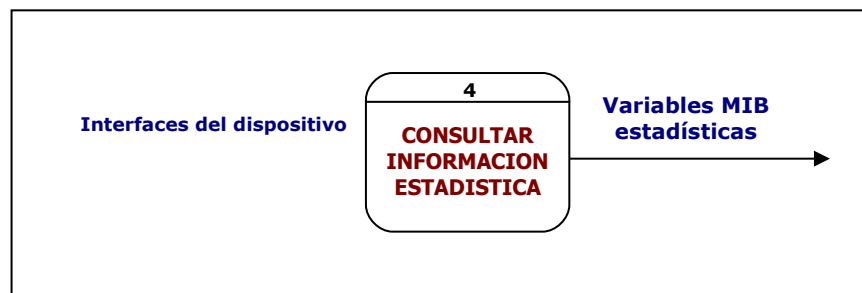 4
Interfaces del dispositivo
CONSULTAR
INFORMACION
ESTADISTICA
Variables MIB
estadísticas